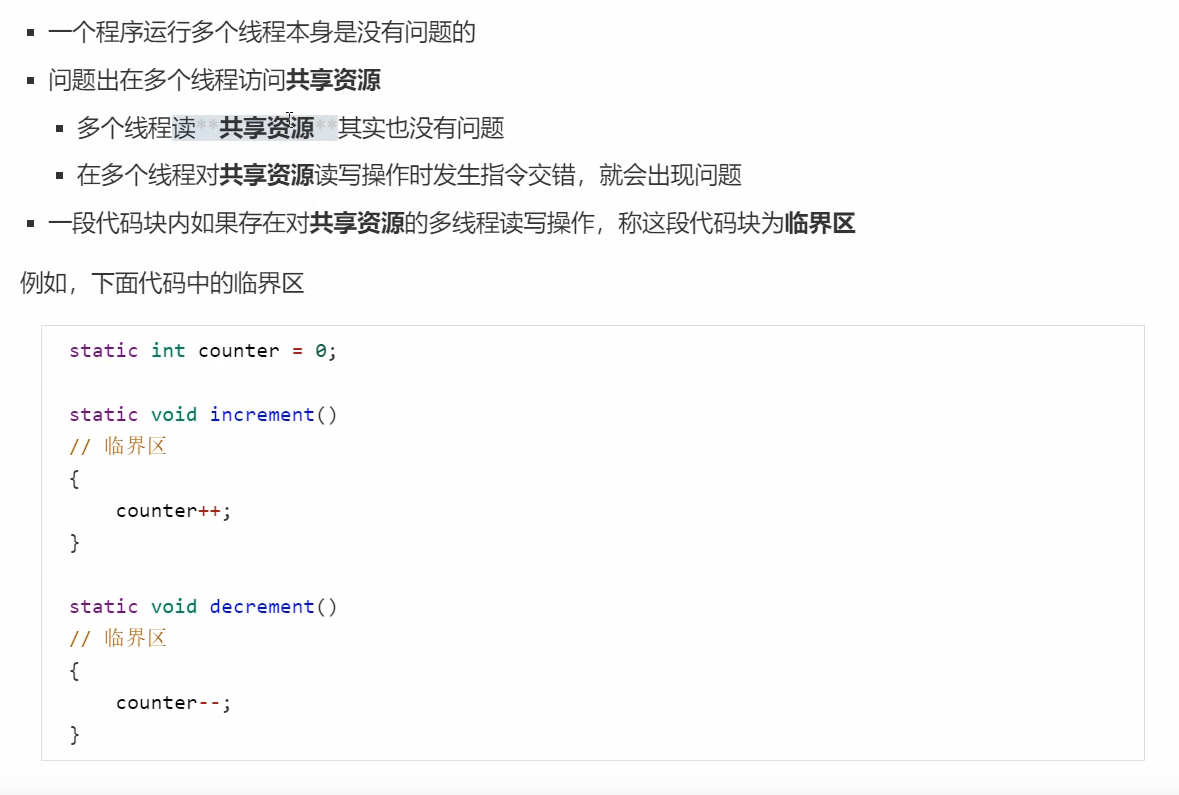 一个程序运行多个线程本身是没有问题的
问题出在多个线程访问共享资源
多个线程读**共享资源**其实也没有问题
在多个线程对共享资源读写操作时发生指令交错，就会出现问题
一段代码块内如果存在对共享资源的多线程读写操作，称这段代码块为临界区
例如，下面代码中的临界区
static int counter = 0;
static void increment()
// 临界区
{
counter++;
}
static void decrement()
// 临界区
{
counter--;
}